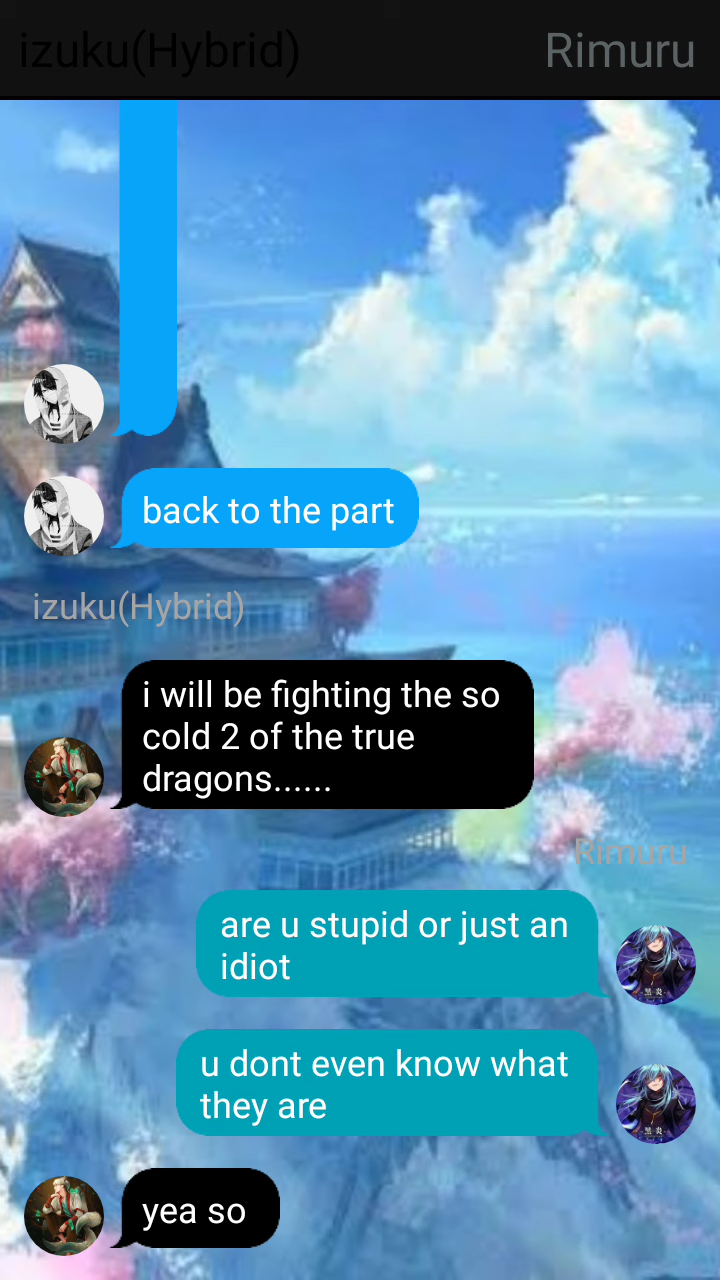 izuku(Hybrid)
Rimuru
back to the part
izuku(Hybrid)
i will be fighting the so
cold 2 of the true
dragons......
Rimuru
are u stupid or just an
idiot
u dont even know what
they are
yea so